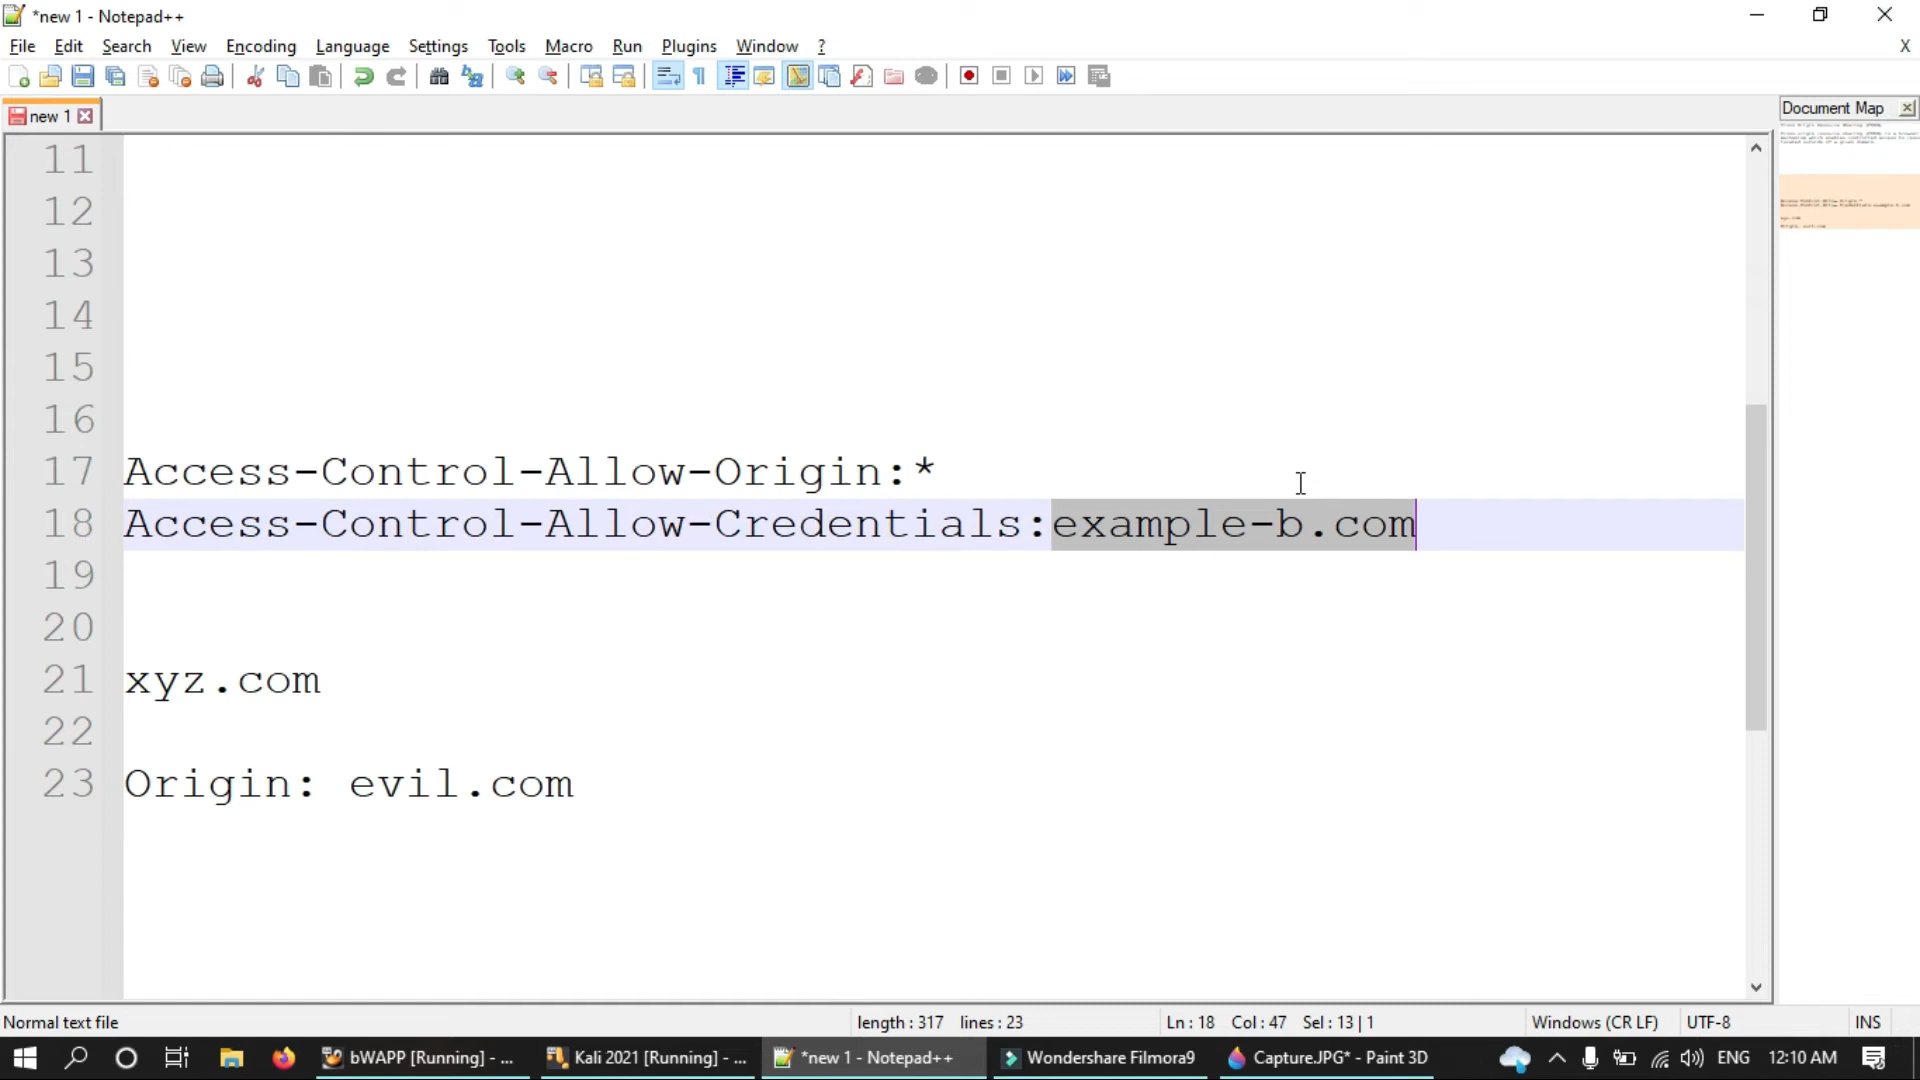 *new 1 - Notepad++
File Edit Search View Encoding Language Settings Tools Macro Run Plugins Window ? X
new 1
Document Map
11
12
13
14
15
16
17 Access-Control-Allow-Origin:*
18 Access-Control-Allow-Credentials:example-b.com
19
20
21 xyz.com
22
23 Origin: evil.com
Normal text file length : 317 lines : 23 Ln : 18 Col : 47 Sel : 13 | 1 Windows (CR LF) UTF-8 INS
bWAPP [Running] - ... Kali 2021 [Running] - ... *new 1 - Notepad++ Wondershare Filmora9 CaptureJPG* - Paint 3D ENG 12:10 AM